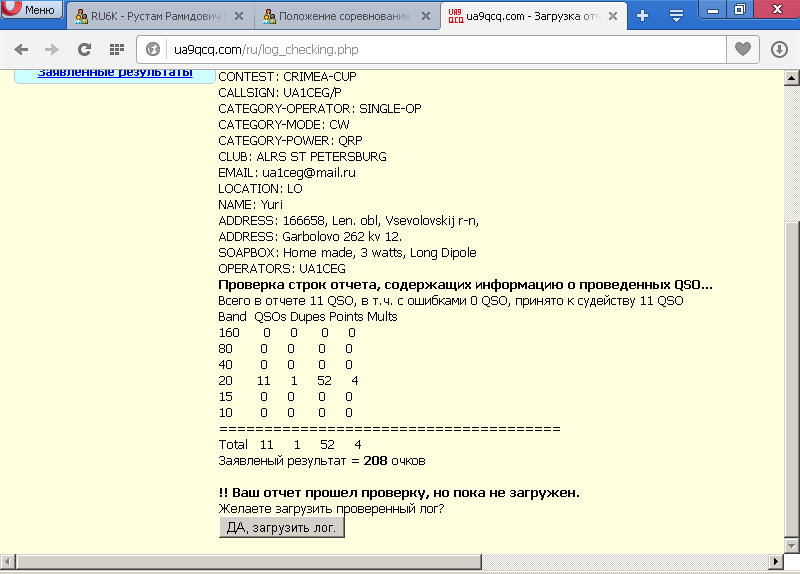 Меню
RU6K - Рустам Рамидович
Положение соревнования
UA9QCQ ua9qcq.com - Загрузка отч
ua9qcq.com/ru/log_checking.php
Заявленные результаты
CONTEST: CRIMEA-CUP
CALLSIGN: UA1CEG/P
CATEGORY-OPERATOR: SINGLE-OP
CATEGORY-MODE: CW
CATEGORY-POWER: QRP
CLUB: ALRS ST PETERSBURG
EMAIL: ua1ceg@mail.ru
LOCATION: LO
NAME: Yuri
ADDRESS: 166658, Len. obl, Vsevolovskij r-n,
ADDRESS: Garbolovo 262 kv 12.
SOAPBOX: Home made, 3 watts, Long Dipole
OPERATORS: UA1CEG
Проверка строк отчета, содержащих информацию о проведенных QSO...
Всего в отчете 11 QSO, в т.ч. с ошибками 0 QSO, принято к судейству 11 QSO
Band QSOs Dupes Points Mults
160 0 0 0 0
80 0 0 0 0
40 0 0 0 0
20 11 1 52 4
15 0 0 0 0
10 0 0 0 0
======================================
Total 11 1 52 4
Заявленый результат = 208 очков
!! Ваш отчет прошел проверку, но пока не загружен.
Желаете загрузить проверенный лог?
ДА, загрузить лог.